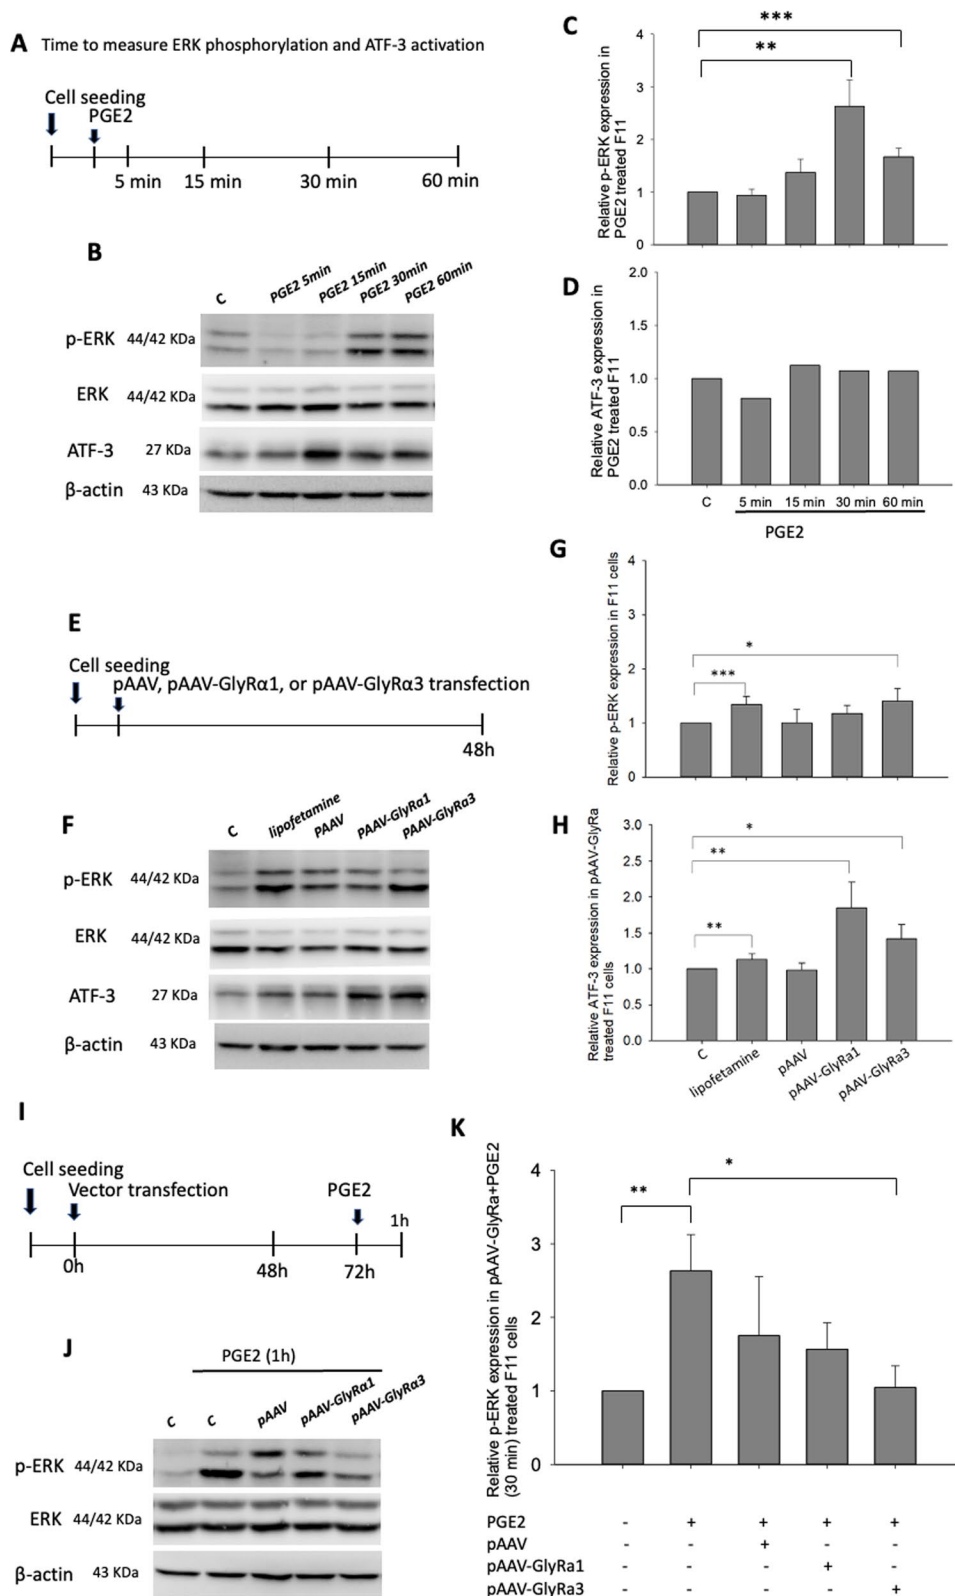 A Time to measure ERK phosphorylation and ATF-3 activation
Cell seeding
PGE2
5 min 15 min 30 min 60 min
B
C PGE2 5min PGE2 15min PGE2 30min PGE2 60min
p-ERK 44/42 KDa
ERK 44/42 KDa
ATF-3 27 KDa
β-actin 43 KDa
C
Relative p-ERK expression in
PGE2 treated F11
4
3
2
1
0
***
**
D
Relative ATF-3 expression in
PGE2 treated F11
2.0
1.5
1.0
0.5
0.0
C 5 min 15 min 30 min 60 min
PGE2
E
Cell seeding
pAAV, pAAV-GlyRα1, or pAAV-GlyRα3 transfection
48h
F
C lipofetamine PAAV PAAV-GlyRα1 PAAV-GlyRa3
p-ERK 44/42 KDa
ERK 44/42 KDa
ATF-3 27 KDa
β-actin 43 KDa
G
Relative p-ERK expression in F11 cells
4
3
2
1
0
*
***
H
Relative ATF-3 expression in pAAV-GlyRa
treated F11 cells
3.0
2.5
2.0
1.5
1.0
0.5
0.0
*
**
**
C lipofetamine pAAV pAAV-GlyRa1 pAAV-GlyRa3
I
Cell seeding
Vector transfection PGE2
1h
0h 48h 72h
J
PGE2 (1h)
C C pAAV pAAV-GlyRα1 pAAV-GlyRα3
p-ERK 44/42 KDa
ERK 44/42 KDa
β-actin 43 KDa
K
Relative p-ERK expression in pAAV-GlyRa+PGE2
(30 min) treated F11 cells
4
3
2
1
0
**
*
PGE2 - + + + +
pAAV - - + - -
pAAV-GlyRa1 - - - + -
pAAV-GlyRa3 - - - - +